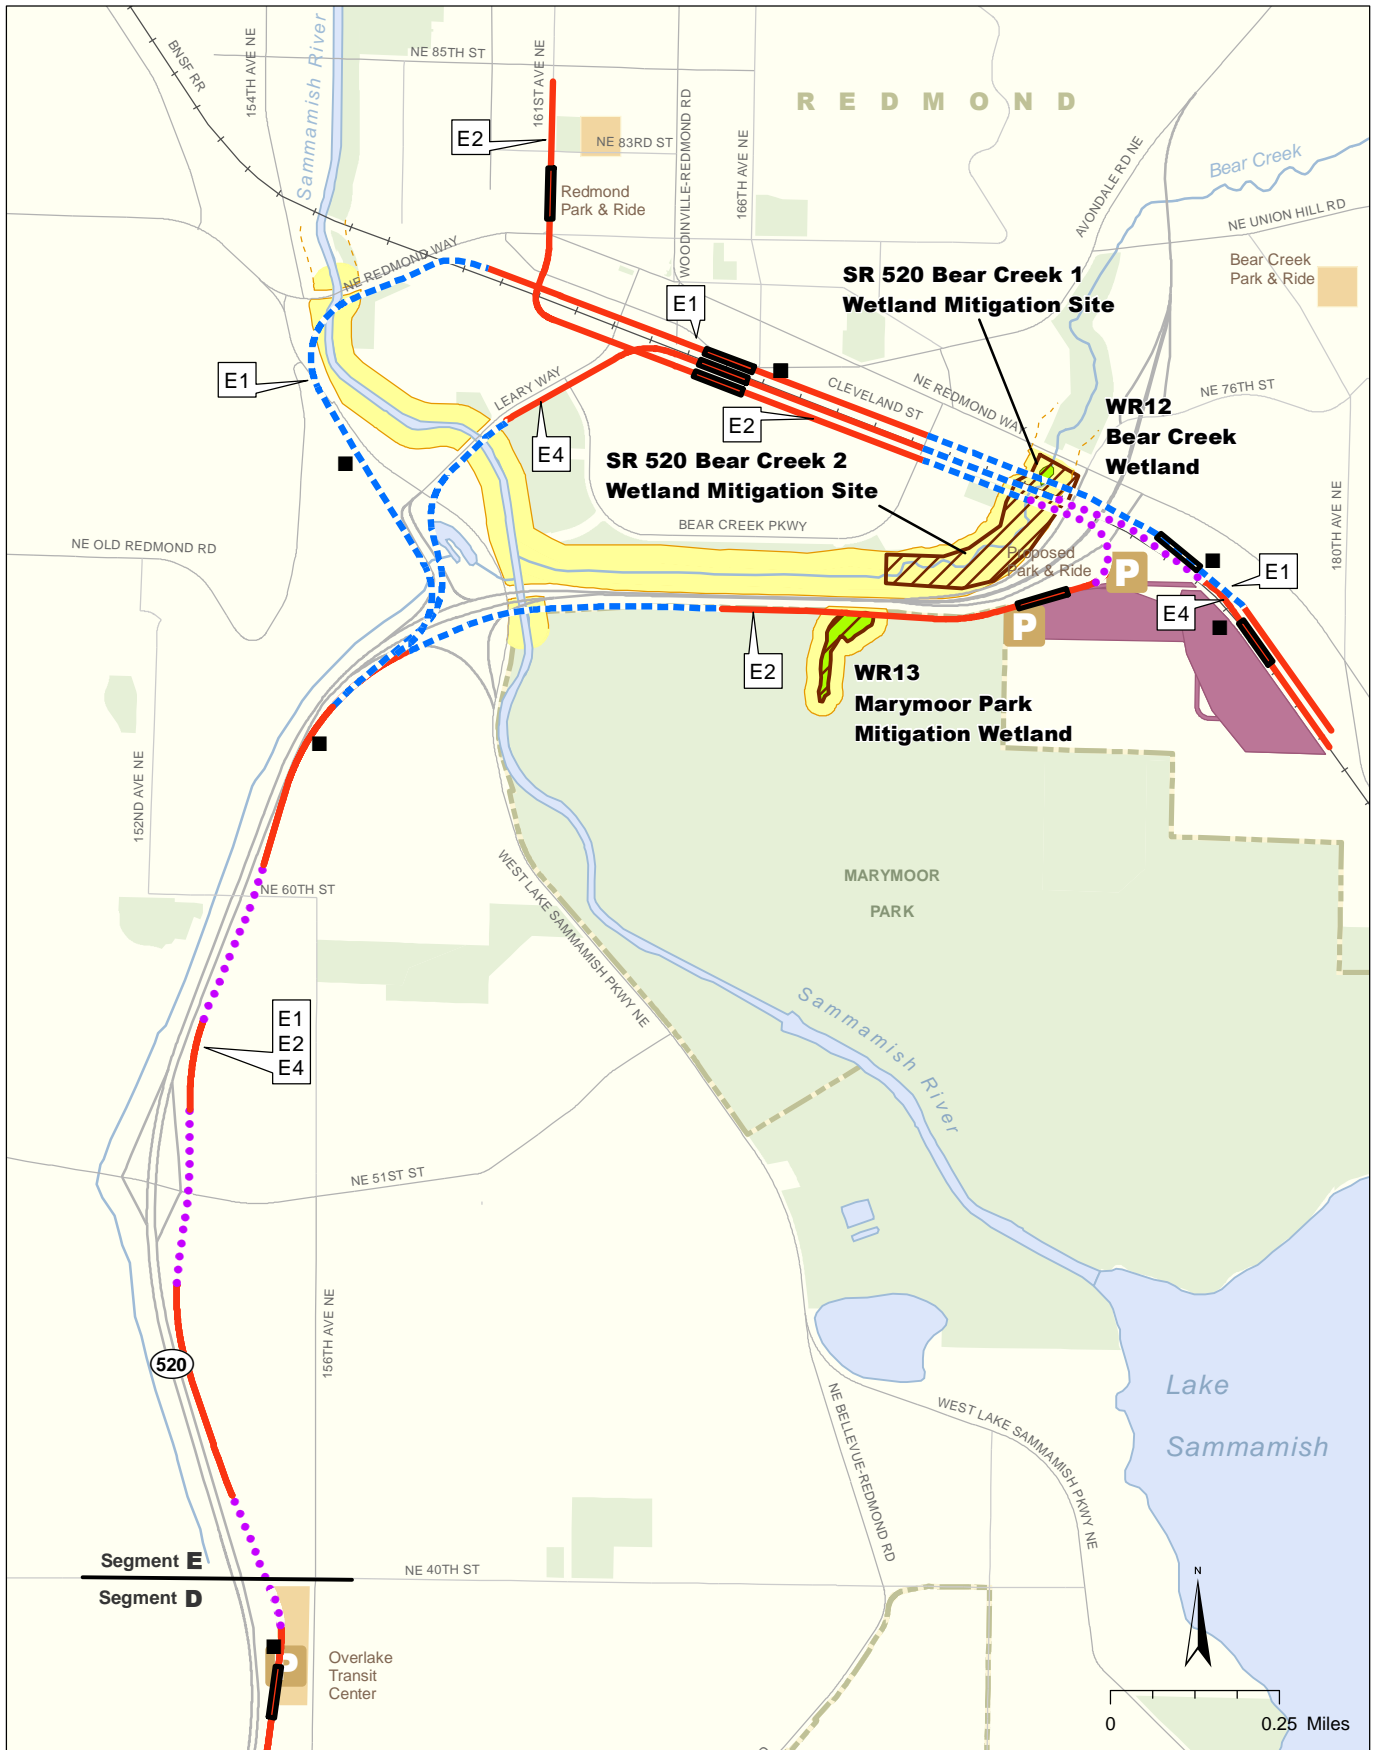 BNSF RR
154TH AVE NE
Sammamish River
NE 85TH ST
161ST AVE NE
E2
NE 83RD ST
Redmond
Park & Ride
WOODINVILLE-REDMOND RD
166TH AVE NE
REDMOND
AVONDALE RD NE
Bear Creek
NE UNION HILL RD
Bear Creek
Park & Ride
NE REDMOND WAY
SR 520 Bear Creek 1
Wetland Mitigation Site
E1
E1
LEARY WAY
CLEVELAND ST
NE REDMOND WAY
NE 76TH ST
E2
E4
WR12
Bear Creek
Wetland
SR 520 Bear Creek 2
Wetland Mitigation Site
BEAR CREEK PKWY
180TH AVE NE
NE OLD REDMOND RD
Proposed
Park & Ride
P
P
E1
E4
E2
WR13
Marymoor Park
Mitigation Wetland
152ND AVE NE
NE 60TH ST
WEST LAKE SAMMAMISH PKWY NE
MARYMOOR
PARK
Sammamish River
E1
E2
E4
NE 51ST ST
156TH AVE NE
520
NE BELLEVUE-REDMOND RD
WEST LAKE SAMMAMISH PKWY NE
Lake
Sammamish
Segment E
Segment D
NE 40TH ST
N
P
Overlake
Transit
Center
0 0.25 Miles